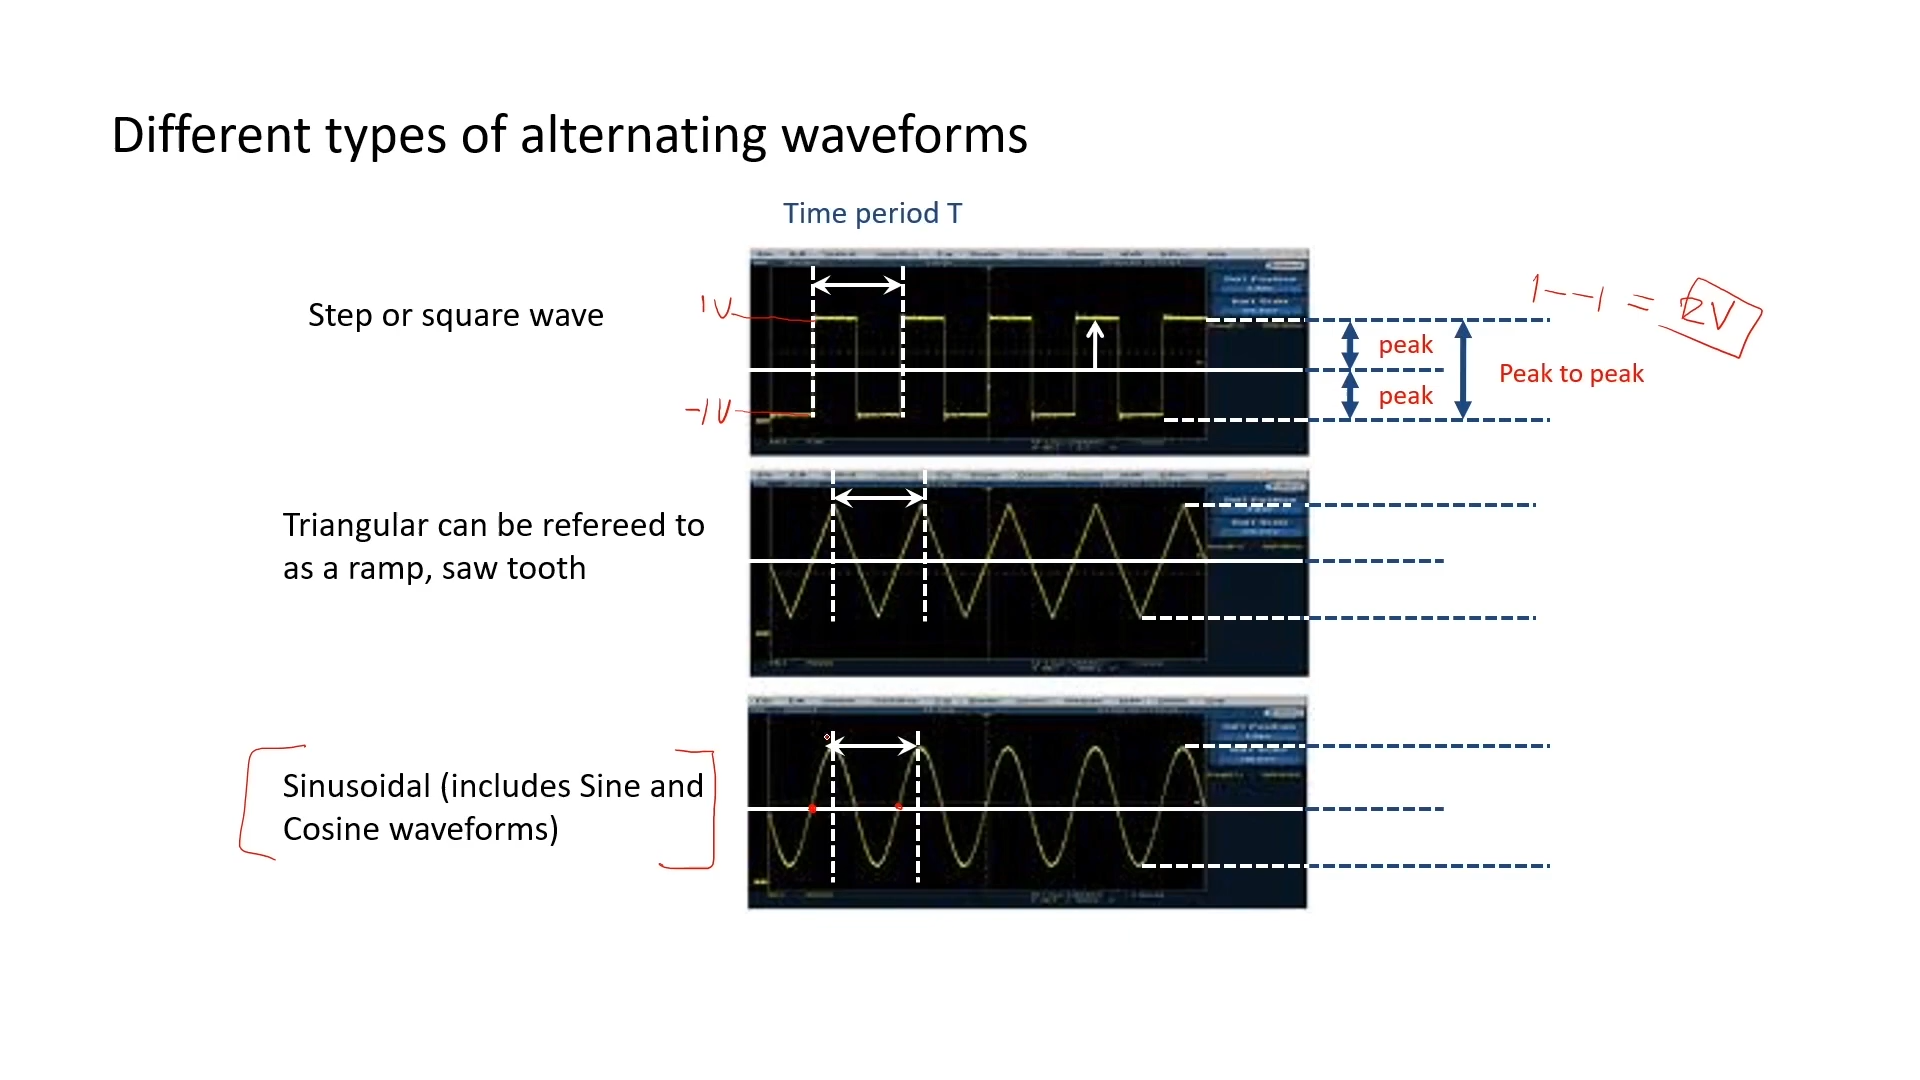 Different types of alternating waveforms
Time period T
Step or square wave
1V
-1V
1--1 = 2V
peak
Peak to peak
peak
Triangular can be refereed to
as a ramp, saw tooth
Sinusoidal (includes Sine and
Cosine waveforms)